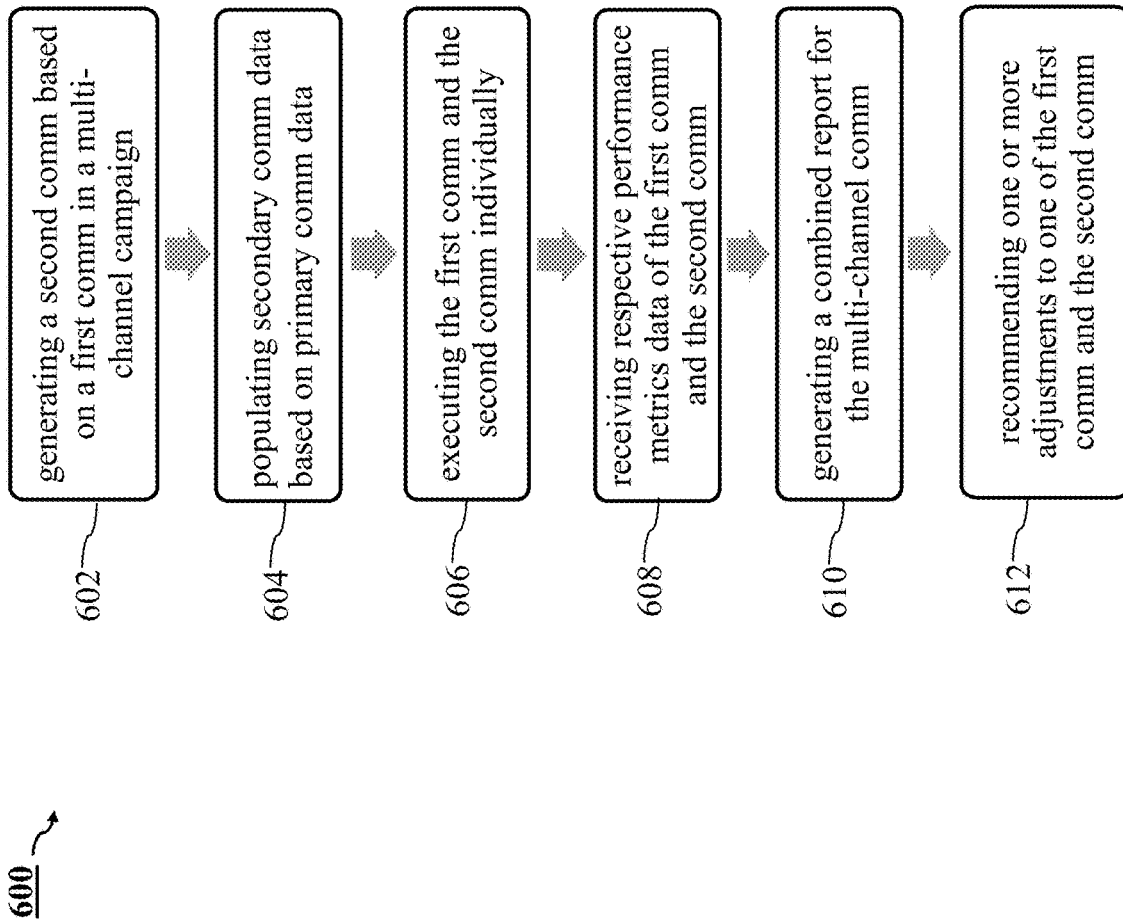 600
602
generating a second comm based
on a first comm in a multi-
channel campaign
604
populating secondary comm data
based on primary comm data
606
executing the first comm and the
second comm individually
608
receiving respective performance
metrics data of the first comm
and the second comm
610
generating a combined report for
the multi-channel comm
612
recommending one or more
adjustments to one of the first
comm and the second comm